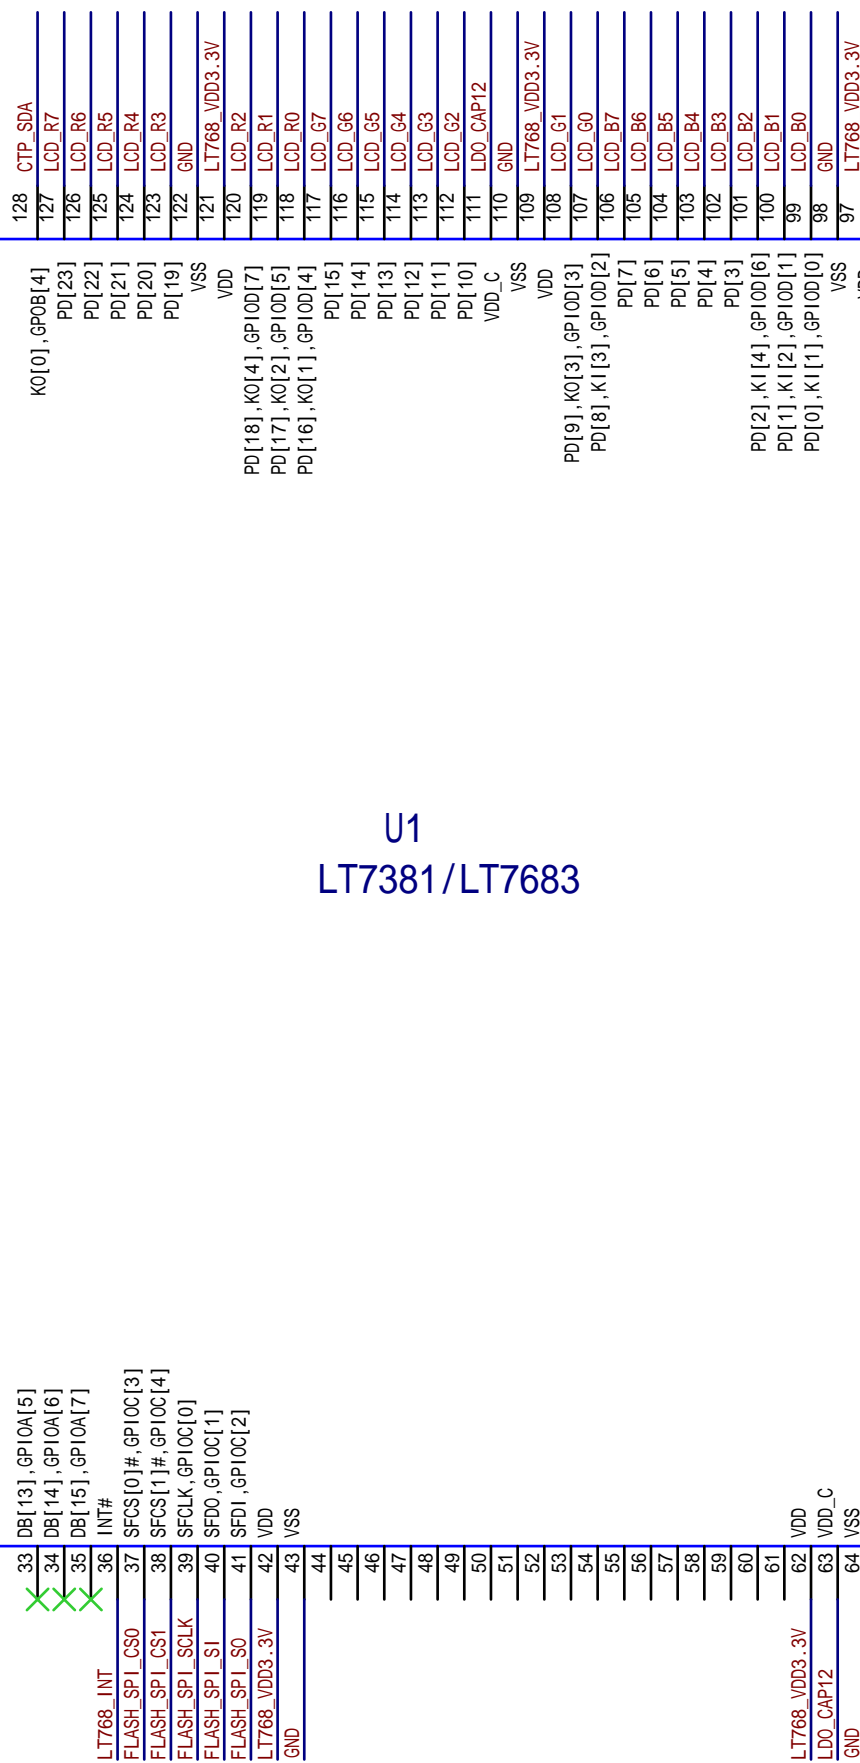 CTP_SDA
LCD_R7
LCD_R6
LCD_R5
LCD_R4
LCD_R3
GND
LT768_VDD3.3V
LCD_R2
LCD_R1
LCD_R0
LCD_G7
LCD_G6
LCD_G5
LCD_G4
LCD_G3
LCD_G2
LDO_CAP12
GND
LT768_VDD3.3V
LCD_G1
LCD_G0
LCD_B7
LCD_B6
LCD_B5
LCD_B4
LCD_B3
LCD_B2
LCD_B1
LCD_B0
GND
LT768_VDD3.3V
128
127
126
125
124
123
122
121
120
119
118
117
116
115
114
113
112
111
110
109
108
107
106
105
104
103
102
101
100
99
98
97
KO[0],GPOB[4]
PD[23]
PD[22]
PD[21]
PD[20]
PD[19]
VSS
VDD
PD[18],KO[4],GPIOD[7]
PD[17],KO[2],GPIOD[5]
PD[16],KO[1],GPIOD[4]
PD[15]
PD[14]
PD[13]
PD[12]
PD[11]
PD[10]
VDD_C
VSS
VDD
PD[9],KO[3],GPIOD[3]
PD[8],KI[3],GPIOD[2]
PD[7]
PD[6]
PD[5]
PD[4]
PD[3]
PD[2],KI[4],GPIOD[6]
PD[1],KI[2],GPIOD[1]
PD[0],KI[1],GPIOD[0]
VSS
VDD
U1
LT7381/LT7683
DB[13],GPIOA[5]
DB[14],GPIOA[6]
DB[15],GPIOA[7]
INT#
SFCS[0]#,GPIOC[3]
SFCS[1]#,GPIOC[4]
SFCLK,GPIOC[0]
SFDO,GPIOC[1]
SFDI,GPIOC[2]
VDD
VSS
VDD
VDD_C
VSS
33
34
35
36
37
38
39
40
41
42
43
44
45
46
47
48
49
50
51
52
53
54
55
56
57
58
59
60
61
62
63
64
LT768_INT
FLASH_SPI_CS0
FLASH_SPI_CS1
FLASH_SPI_SCLK
FLASH_SPI_SI
FLASH_SPI_SO
LT768_VDD3.3V
GND
LT768_VDD3.3V
LDO_CAP12
GND